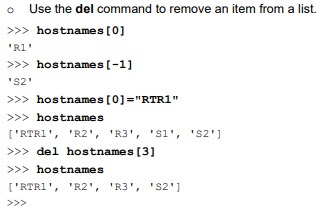 o Use the del command to remove an item from a list.
>>> hostnames[0]
'R1'
>>> hostnames[-1]
'S2'
>>> hostnames[0]="RTR1"
>>> hostnames
['RTR1', 'R2', 'R3', 'S1', 'S2']
>>> del hostnames[3]
>>> hostnames
['RTR1', 'R2', 'R3', 'S2']
>>>